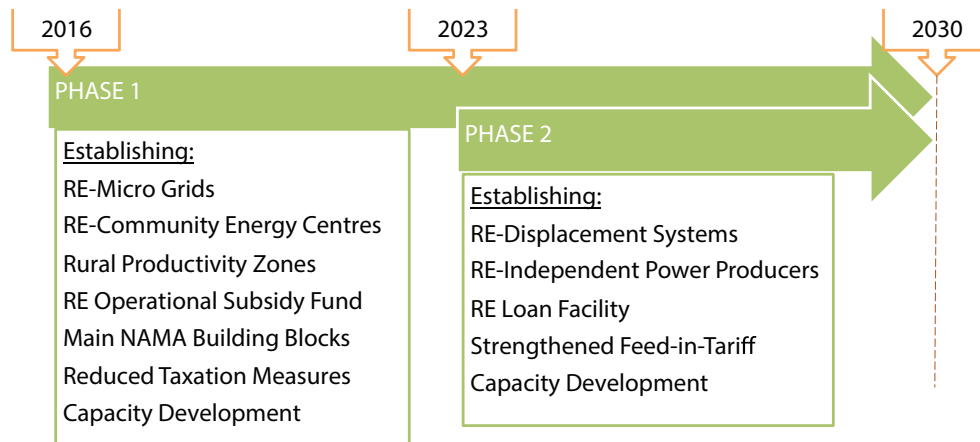 2016
2023
2030
PHASE 1
Establishing:
RE-Micro Grids
RE-Community Energy Centres
Rural Productivity Zones
RE Operational Subsidy Fund
Main NAMA Building Blocks
Reduced Taxation Measures
Capacity Development
PHASE 2
Establishing:
RE-Displacement Systems
RE-Independent Power Producers
RE Loan Facility
Strengthened Feed-in-Tariff
Capacity Development